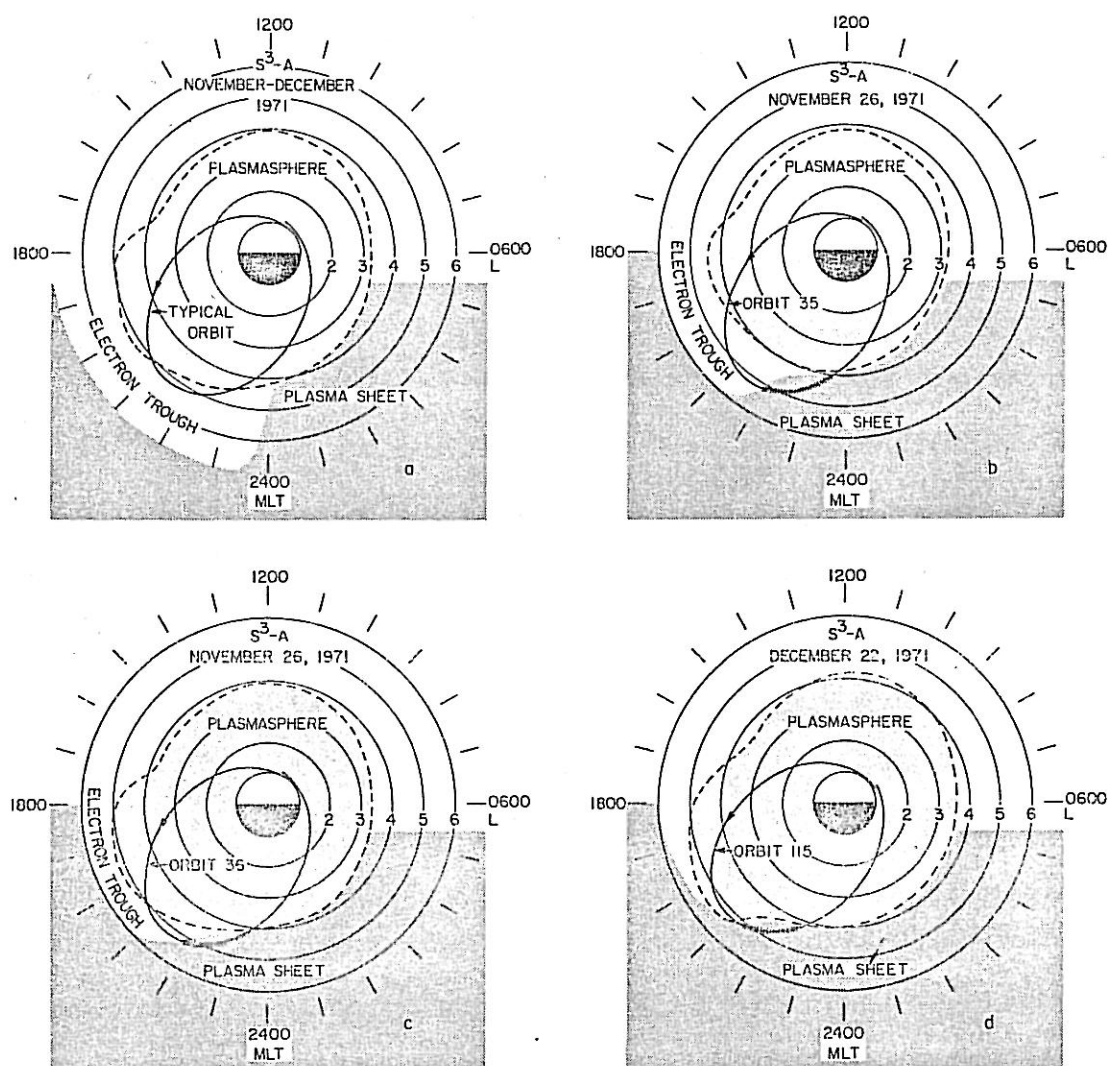 1200
S³-A
NOVEMBER-DECEMBER
1971
PLASMASPHERE
1800
2 3 4 5 6
0600
L
TYPICAL
ORBIT
ELECTRON TROUGH
PLASMA SHEET
2400
MLT
a
1200
S³-A
NOVEMBER 26, 1971
PLASMASPHERE
1800
2 3 4 5 6
0600
L
ORBIT 35
ELECTRON TROUGH
PLASMA SHEET
2400
MLT
b
1200
S³-A
NOVEMBER 26, 1971
PLASMASPHERE
1800
2 3 4 5 6
0600
L
ORBIT 36
ELECTRON TROUGH
PLASMA SHEET
2400
MLT
c
1200
S³-A
DECEMBER 22, 1971
PLASMASPHERE
1800
2 3 4 5 6
0600
L
ORBIT 115
PLASMA SHEET
2400
MLT
d